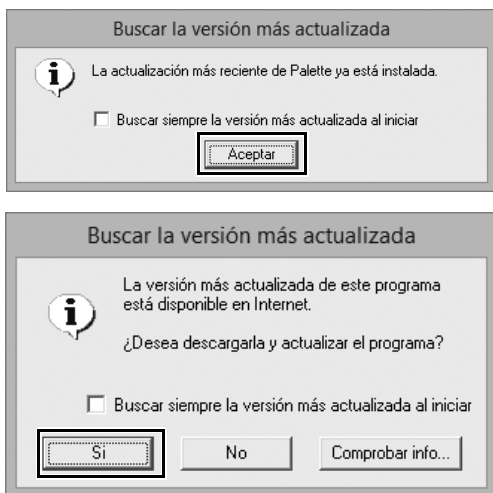 Buscar la versión más actualizada
La actualización más reciente de Palette ya está instalada.
Buscar siempre la versión más actualizada al iniciar
Aceptar
Buscar la versión más actualizada
La versión más actualizada de este programa
está disponible en Internet.
¿Desea descargarla y actualizar el programa?
Buscar siempre la versión más actualizada al iniciar
Sí No Comprobar info...